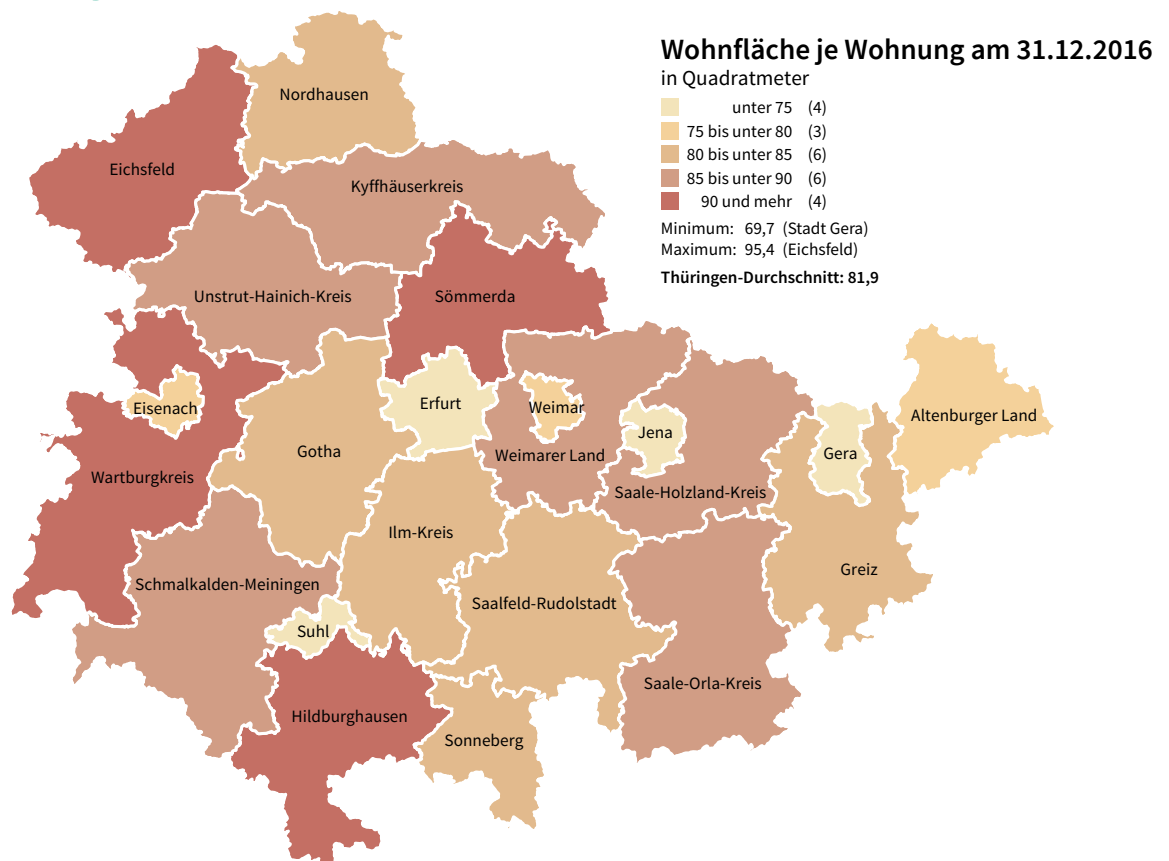 Wohnfläche je Wohnung am 31.12.2016
in Quadratmeter
unter 75 (4)
75 bis unter 80 (3)
80 bis unter 85 (6)
85 bis unter 90 (6)
90 und mehr (4)
Minimum: 69,7 (Stadt Gera)
Maximum: 95,4 (Eichsfeld)
Thüringen-Durchschnitt: 81,9
Nordhausen
Eichsfeld
Kyffhäuserkreis
Unstrut-Hainich-Kreis
Sömmerda
Eisenach
Erfurt
Weimar
Altenburger Land
Jena
Gotha
Weimarer Land
Gera
Wartburgkreis
Saale-Holzland-Kreis
Ilm-Kreis
Greiz
Schmalkalden-Meiningen
Saalfeld-Rudolstadt
Suhl
Saale-Orla-Kreis
Hildburghausen
Sonneberg